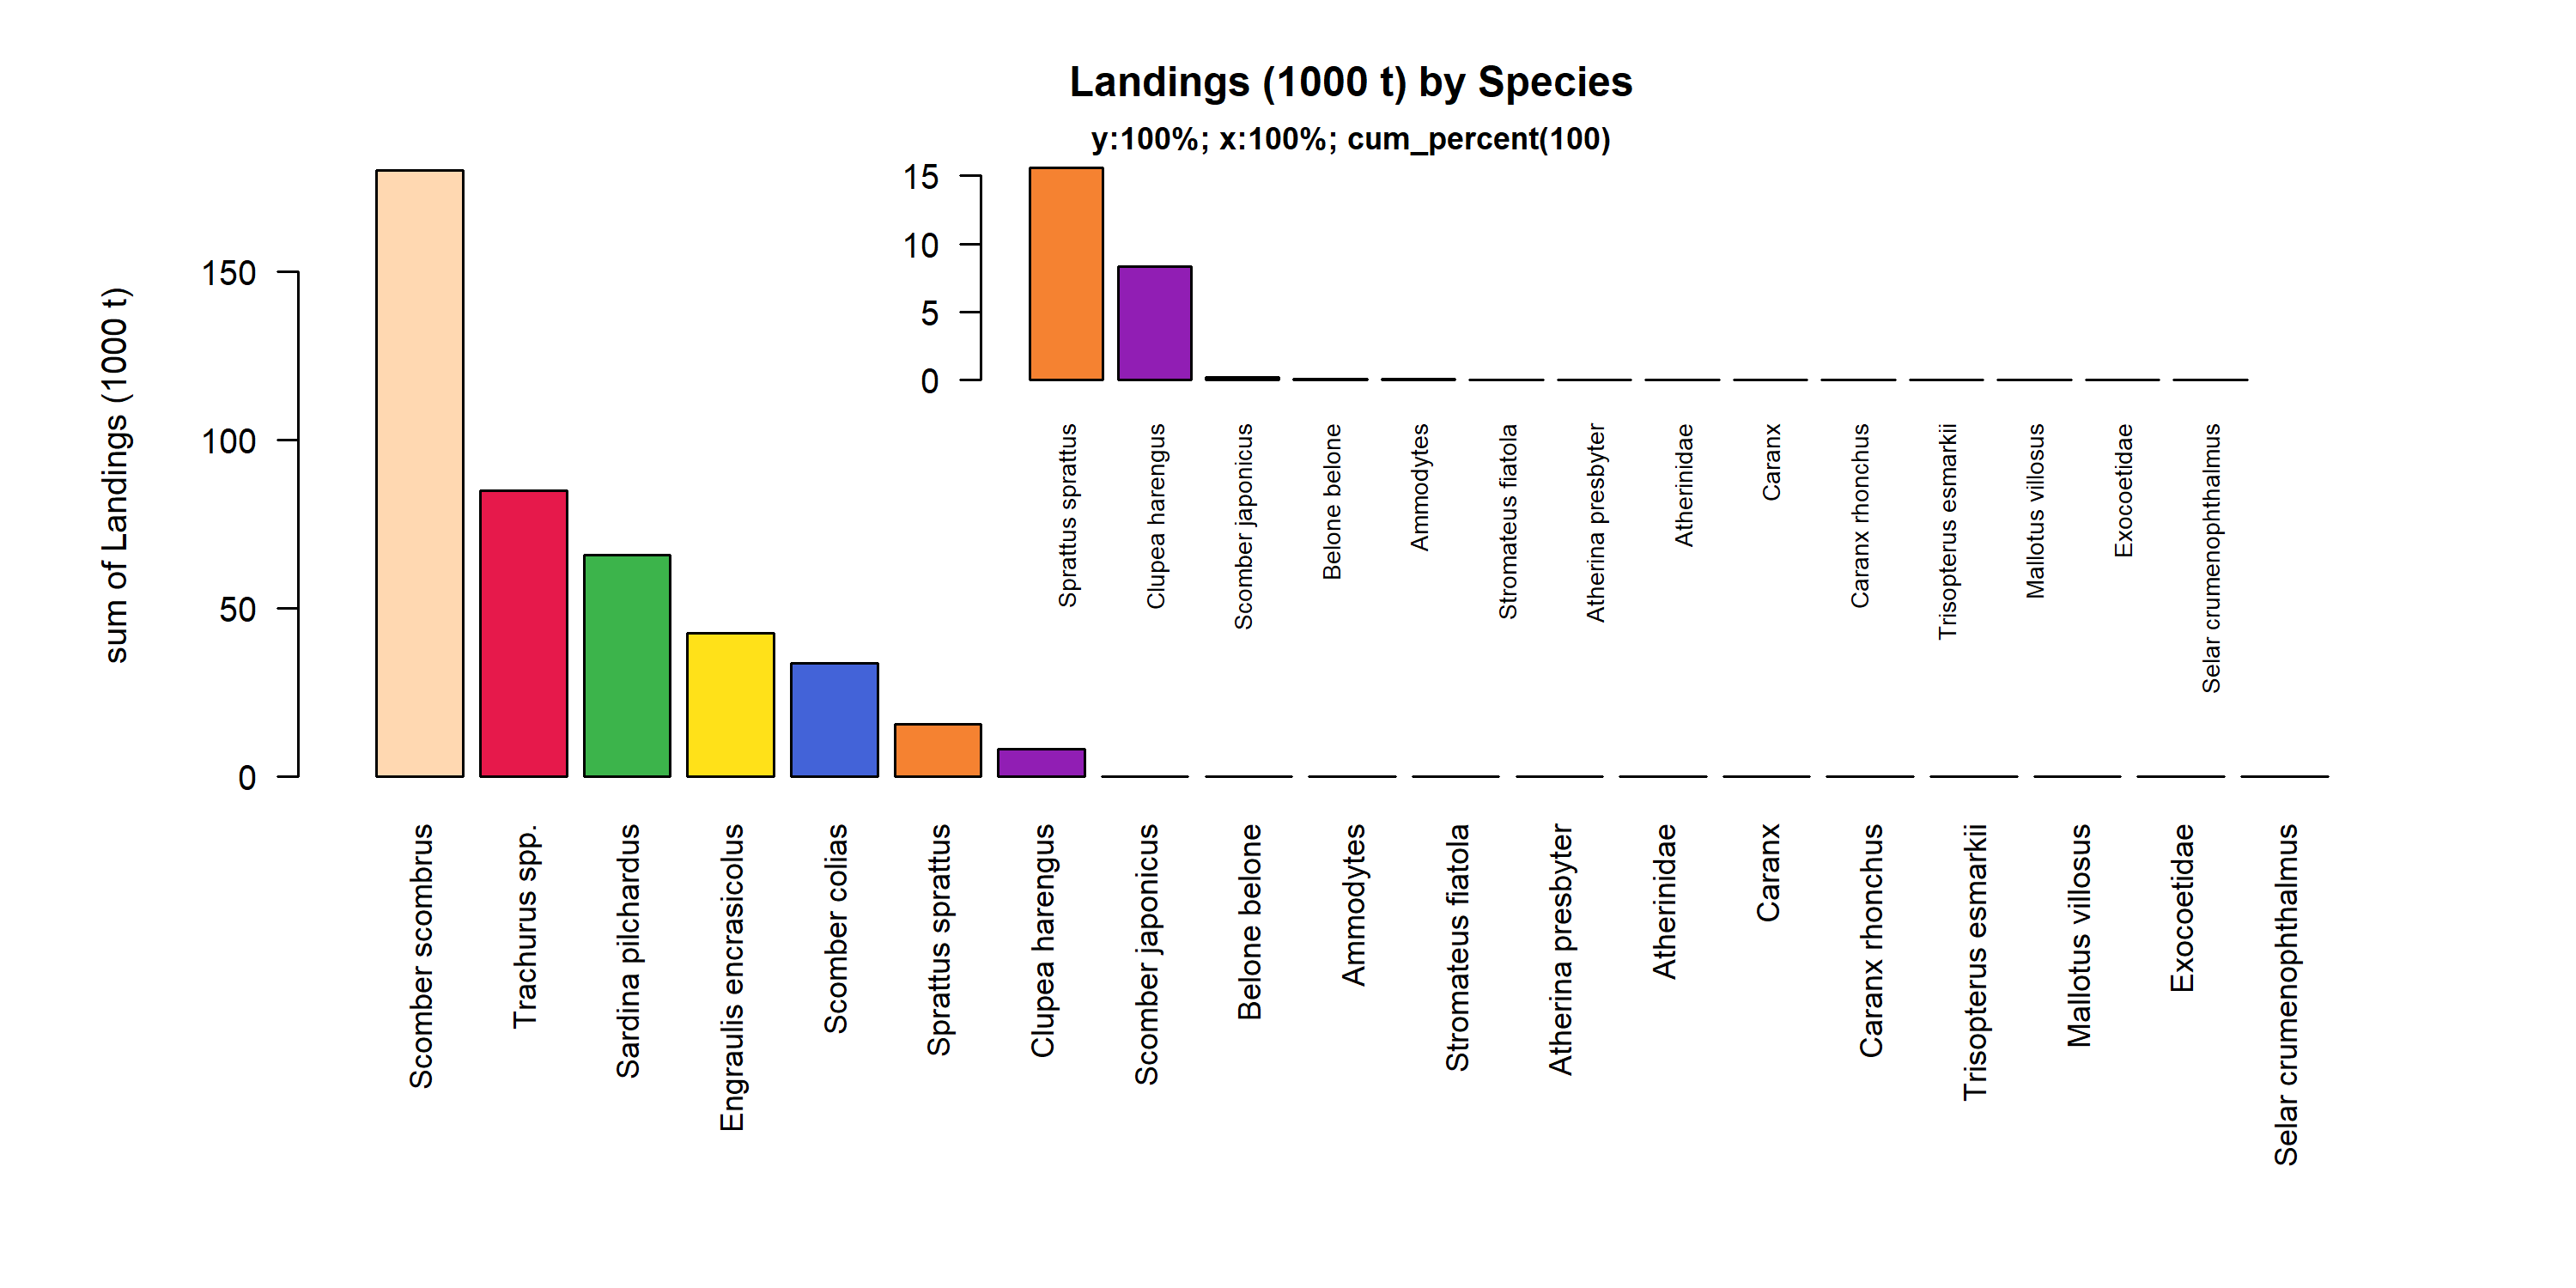 Landings (1000 t) by Species
y:100%; x:100%; cum_percent(100)
sum of Landings (1000 t)
150
100
50
0
Scomber scombrus
Trachurus spp.
Sardina pilchardus
Engraulis encrasicolus
Scomber colias
Sprattus sprattus
Clupea harengus
Scomber japonicus
Belone belone
Ammodytes
Stromateus fiatola
Atherina presbyter
Atherinidae
Caranx
Caranx rhonchus
Trisopterus esmarkii
Mallotus villosus
Exocoetidae
Selar crumenophthalmus
15
10
5
0
Sprattus sprattus
Clupea harengus
Scomber japonicus
Belone belone
Ammodytes
Stromateus fiatola
Atherina presbyter
Atherinidae
Caranx
Caranx rhonchus
Trisopterus esmarkii
Mallotus villosus
Exocoetidae
Selar crumenophthalmus